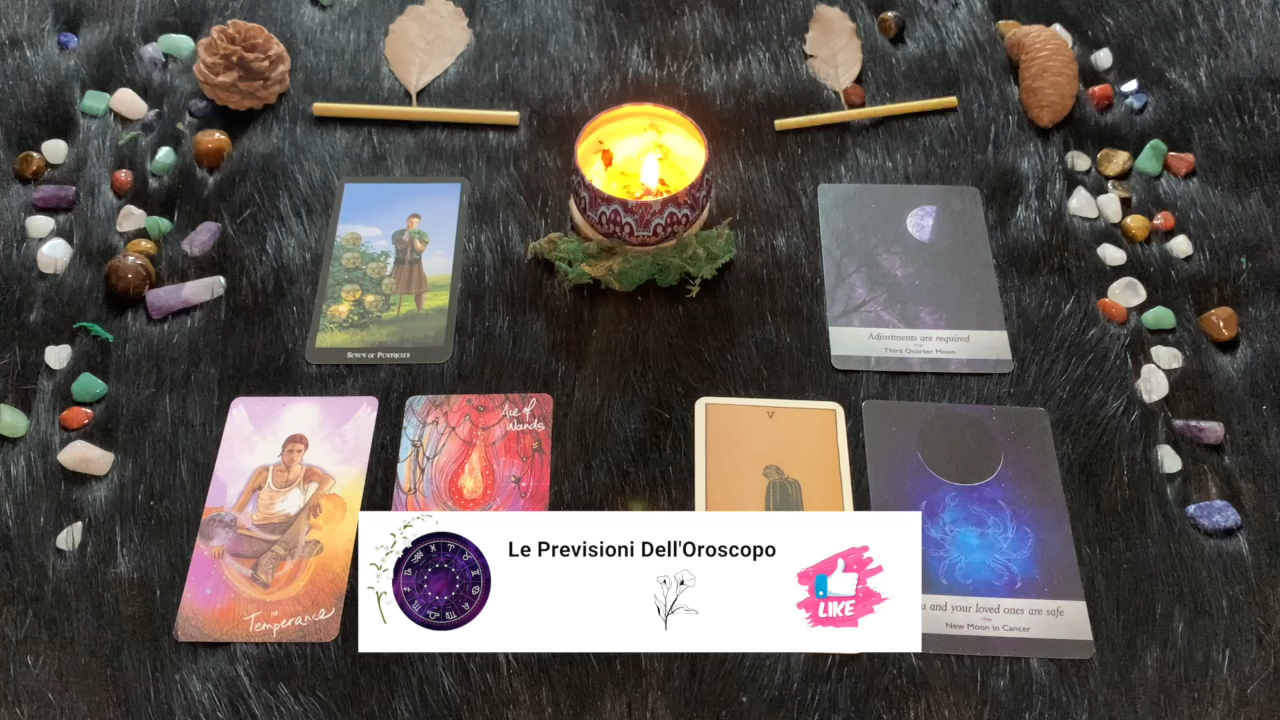 Seven of Pentacles
Adjustments are required
Third Quarter Moon
Ace of
Wands
V
Temperance
Le Previsioni Dell'Oroscopo
LIKE
u and your loved ones are safe
New Moon in Cancer